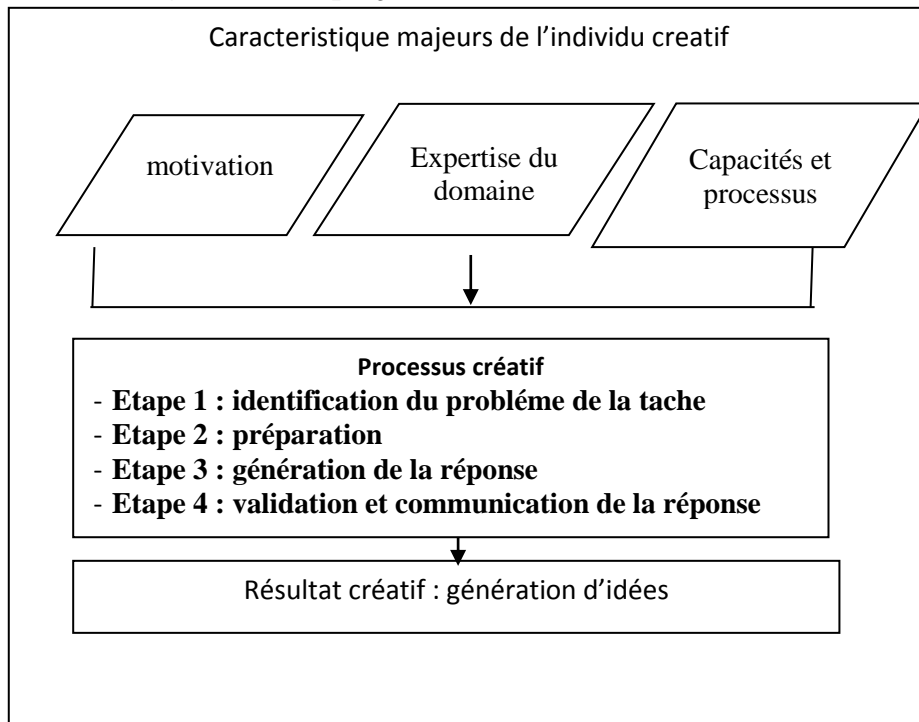 Caracteristique majeurs de l’individu creatif
motivation
Expertise du
domaine
Capacités et
processus
Processus créatif
- Etape 1 : identification du probléme de la tache
- Etape 2 : préparation
- Etape 3 : génération de la réponse
- Etape 4 : validation et communication de la réponse
Résultat créatif : génération d’idées